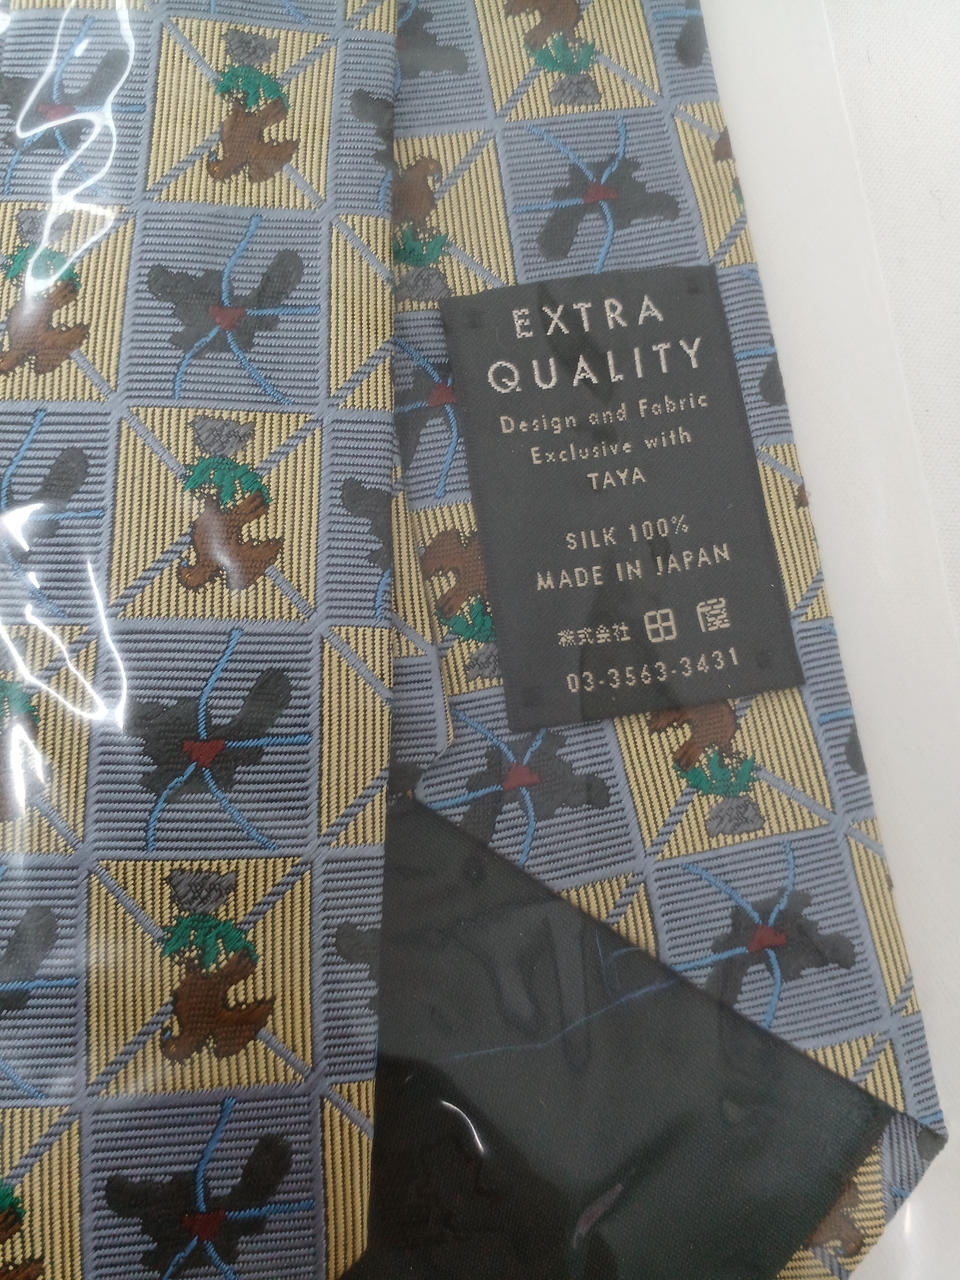 EXTRA
QUALITY
Design and Fabric
Exclusive with
TAYA
SILK 100%
MADE IN JAPAN
株式会社 田屋
03-3563-3431